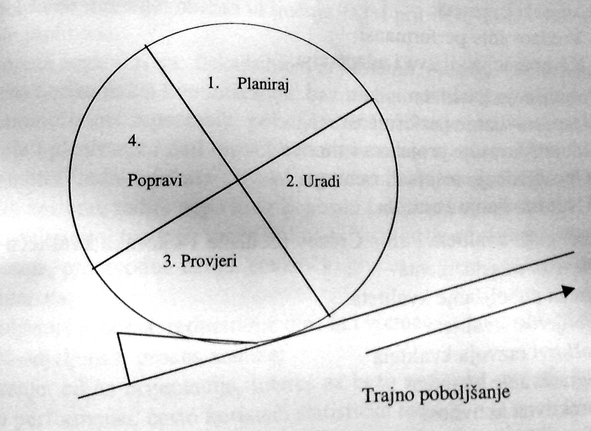 1. Planiraj
4.
Popravi
2. Uradi
3. Provjeri
Trajno poboljšanje